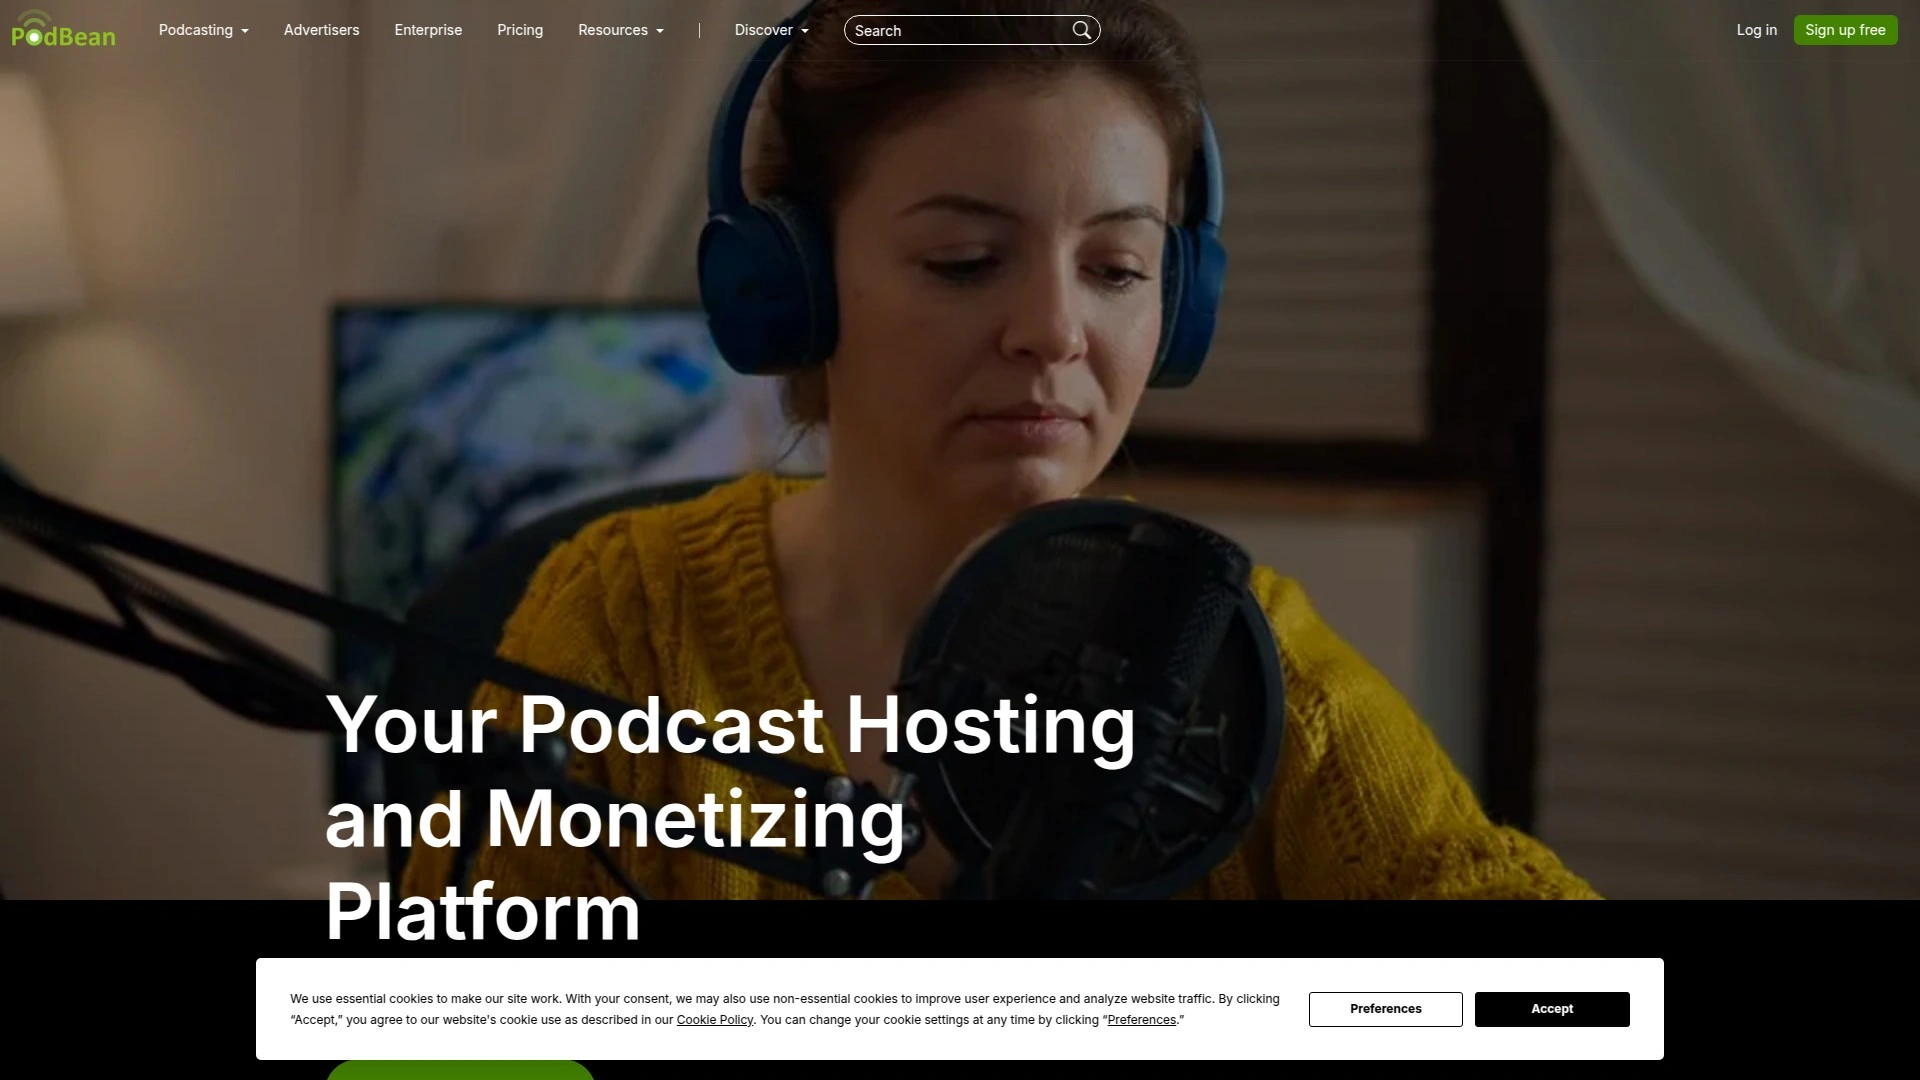 PodBean
Podcasting
Advertisers
Enterprise
Pricing
Resources
Discover
Search
Log in
Sign up free
Your Podcast Hosting
and Monetizing
Platform
We use essential cookies to make our site work. With your consent, we may also use non-essential cookies to improve user experience and analyze website traffic. By clicking
“Accept,” you agree to our website's cookie use as described in our Cookie Policy. You can change your cookie settings at any time by clicking “Preferences.”
Preferences
Accept